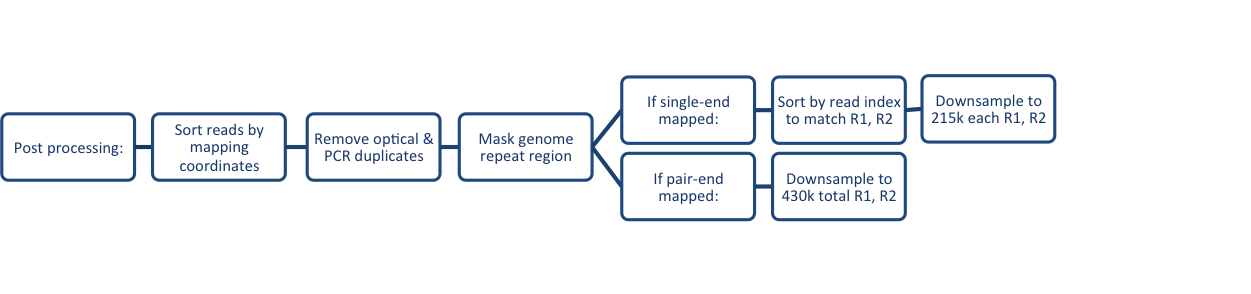 Post processing:
Sort reads by
mapping
coordinates
Remove optical &
PCR duplicates
Mask genome
repeat region
If single-end
mapped:
Sort by read index
to match R1, R2
Downsample to
215k each R1, R2
If pair-end
mapped:
Downsample to
430k total R1, R2